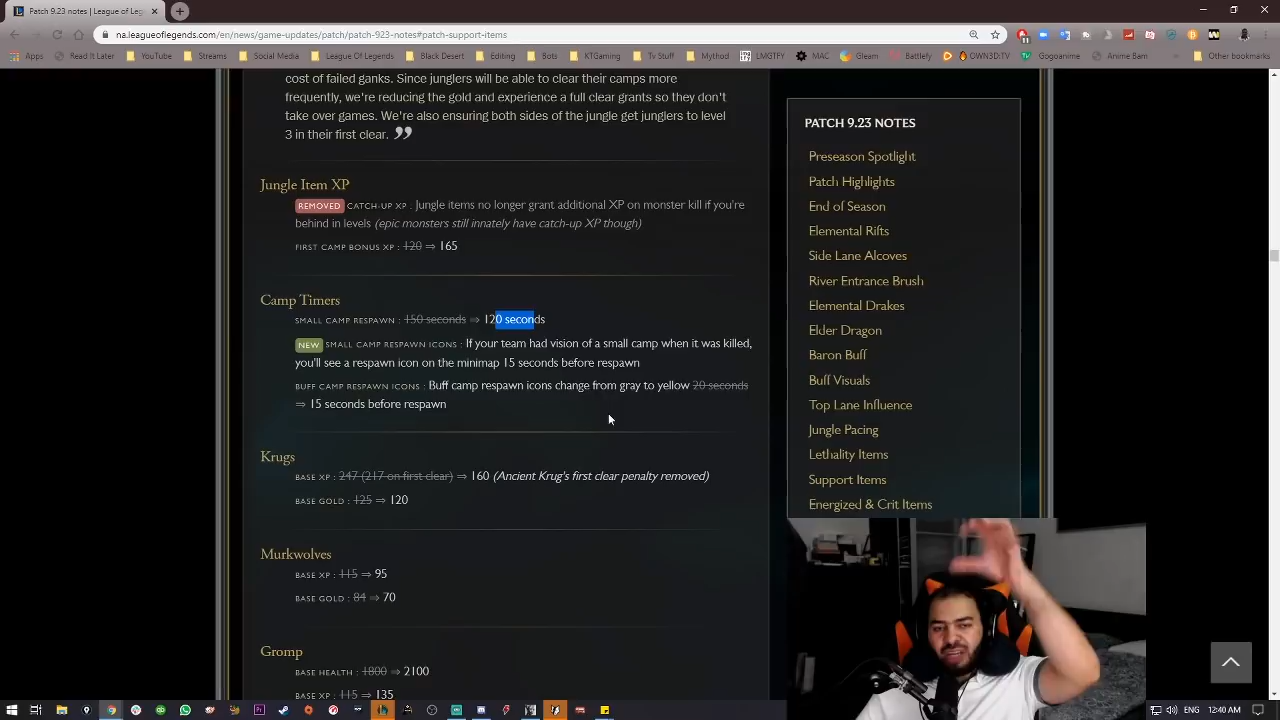 Patch 9.23 notes | League of Leg
na.leagueoflegends.com/en/news/game-updates/patch/patch-923-notes#patch-support-items
Apps
Read It Later
YouTube
Streams
Social Media
League Of Legends
Black Desert
Editing
Bots
KTGaming
Tv Stuff
Mythod
LMGTFY
MAC
Gleam
Battlefy
OWN3D TV
Gogoanime
Anime Bam
Other bookmarks
cost of failed ganks. Since junglers will be able to clear their camps more
frequently, we're reducing the gold and experience a full clear grants so they don't
take over games. We're also ensuring both sides of the jungle get junglers to level
3 in their first clear. ”
Jungle Item XP
REMOVED CATCH-UP XP : Jungle items no longer grant additional XP on monster kill if you're
behind in levels (epic monsters still innately have catch-up XP though)
FIRST CAMP BONUS XP : 120 ⇒ 165
Camp Timers
SMALL CAMP RESPAWN : 150 seconds ⇒ 120 seconds
NEW SMALL CAMP RESPAWN ICONS : If your team had vision of a small camp when it was killed,
you'll see a respawn icon on the minimap 15 seconds before respawn
BUFF CAMP RESPAWN ICONS : Buff camp respawn icons change from gray to yellow 20 seconds
⇒ 15 seconds before respawn
Krugs
BASE XP : 247 (217 on first clear) ⇒ 160 (Ancient Krug's first clear penalty removed)
BASE GOLD : 125 ⇒ 120
Murkwolves
BASE XP : 115 ⇒ 95
BASE GOLD : 84 ⇒ 70
Gromp
BASE HEALTH : 1800 ⇒ 2100
BASE XP : 115 ⇒ 135
PATCH 9.23 NOTES
Preseason Spotlight
Patch Highlights
End of Season
Elemental Rifts
Side Lane Alcoves
River Entrance Brush
Elemental Drakes
Elder Dragon
Baron Buff
Buff Visuals
Top Lane Influence
Jungle Pacing
Lethality Items
Support Items
Energized & Crit Items
ENG 12:40 AM